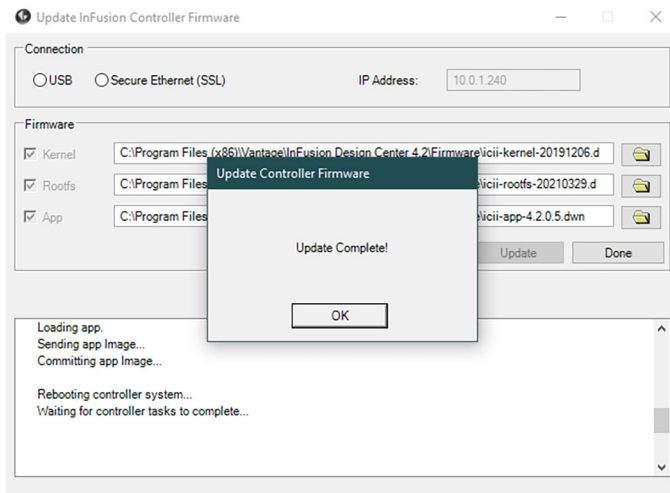 Update InFusion Controller Firmware
Connection
USB Secure Ethernet (SSL) IP Address: 10.0.1.240
Firmware
Kernel C:\Program Files (x86)\Vantage\InFusion Design Center 4.2\Firmware\icii-kernel-20191206.d
Update Controller Firmware
Rootfs C:\Program Files e\icii-rootfs-20210329.d
App C:\Program Files e\icii-app-4.2.0.5.dwn
Update Complete!
Update Done
OK
Loading app.
Sending app Image...
Committing app Image...
Rebooting controller system...
Waiting for controller tasks to complete...